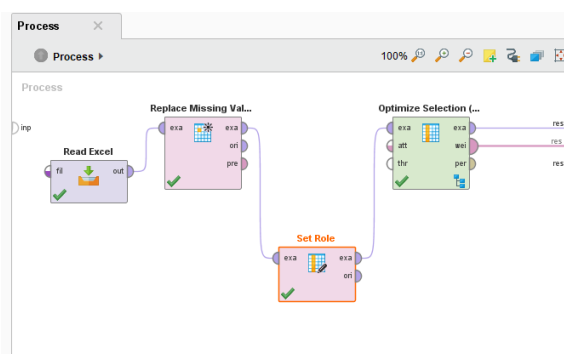 Process
Process
100%
Process
inp
Read Excel
fil
out
Replace Missing Val...
exa
exa
ori
pre
Set Role
exa
exa
ori
Optimize Selection (...
exa
exa
att
wei
thr
per
res
res
res